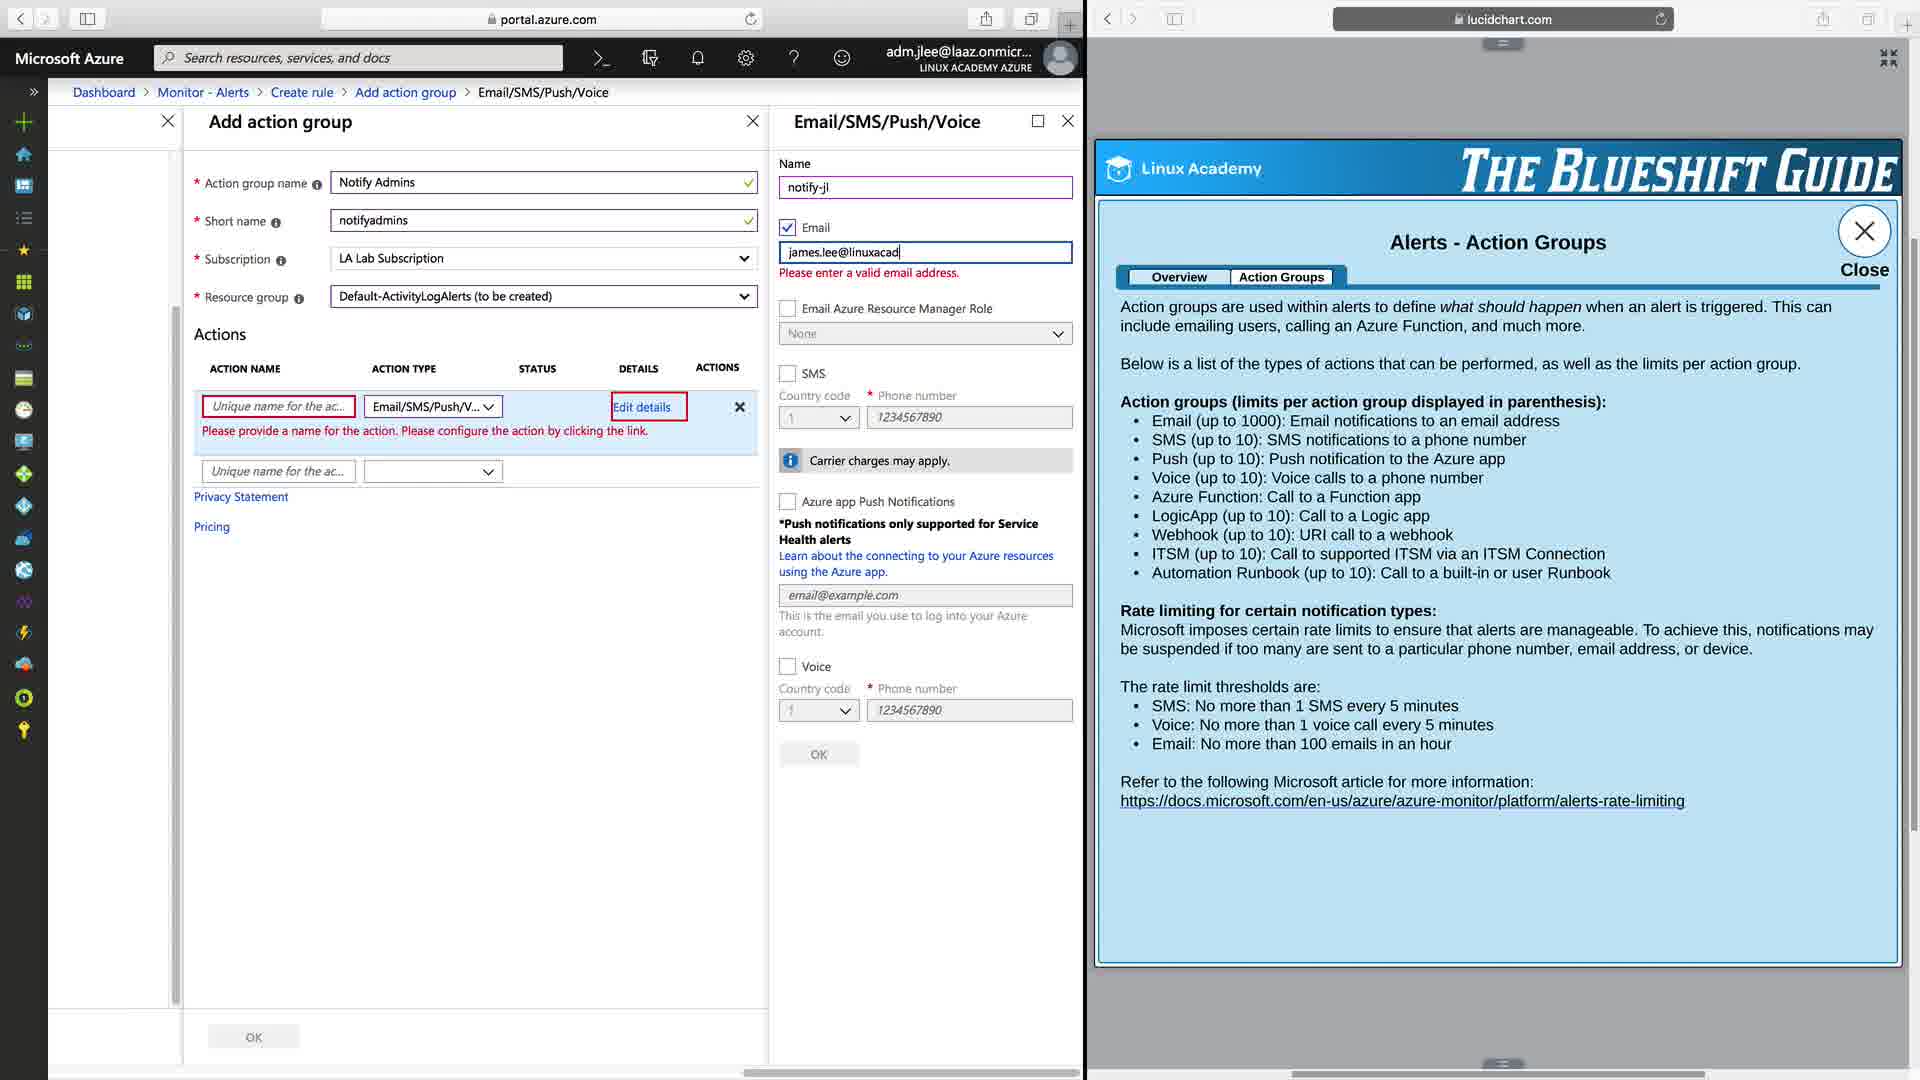 portal.azure.com
Microsoft Azure
Search resources, services, and docs
adm.jlee@laaz.onmicr...
LINUX ACADEMY AZURE
Dashboard > Monitor - Alerts > Create rule > Add action group > Email/SMS/Push/Voice
Add action group
* Action group name
Notify Admins
* Short name
notifyadmins
* Subscription
LA Lab Subscription
* Resource group
Default-ActivityLogAlerts (to be created)
Actions
ACTION NAME ACTION TYPE STATUS DETAILS ACTIONS
Unique name for the ac... Email/SMS/Push/V... Edit details
Please provide a name for the action. Please configure the action by clicking the link.
Unique name for the ac...
Privacy Statement
Pricing
OK
Email/SMS/Push/Voice
Name
notify-jl
Email
james.lee@linuxacad
Please enter a valid email address.
Email Azure Resource Manager Role
None
SMS
Country code * Phone number
1 1234567890
Carrier charges may apply.
Azure app Push Notifications
*Push notifications only supported for Service
Health alerts
Learn about the connecting to your Azure resources
using the Azure app.
email@example.com
This is the email you use to log into your Azure
account.
Voice
Country code * Phone number
1 1234567890
OK
lucidchart.com
Linux Academy
THE BLUESHIFT GUIDE
Alerts - Action Groups
Close
Overview Action Groups
Action groups are used within alerts to define what should happen when an alert is triggered. This can
include emailing users, calling an Azure Function, and much more.
Below is a list of the types of actions that can be performed, as well as the limits per action group.
Action groups (limits per action group displayed in parenthesis):
• Email (up to 1000): Email notifications to an email address
• SMS (up to 10): SMS notifications to a phone number
• Push (up to 10): Push notification to the Azure app
• Voice (up to 10): Voice calls to a phone number
• Azure Function: Call to a Function app
• LogicApp (up to 10): Call to a Logic app
• Webhook (up to 10): URI call to a webhook
• ITSM (up to 10): Call to supported ITSM via an ITSM Connection
• Automation Runbook (up to 10): Call to a built-in or user Runbook
Rate limiting for certain notification types:
Microsoft imposes certain rate limits to ensure that alerts are manageable. To achieve this, notifications may
be suspended if too many are sent to a particular phone number, email address, or device.
The rate limit thresholds are:
• SMS: No more than 1 SMS every 5 minutes
• Voice: No more than 1 voice call every 5 minutes
• Email: No more than 100 emails in an hour
Refer to the following Microsoft article for more information:
https://docs.microsoft.com/en-us/azure/azure-monitor/platform/alerts-rate-limiting